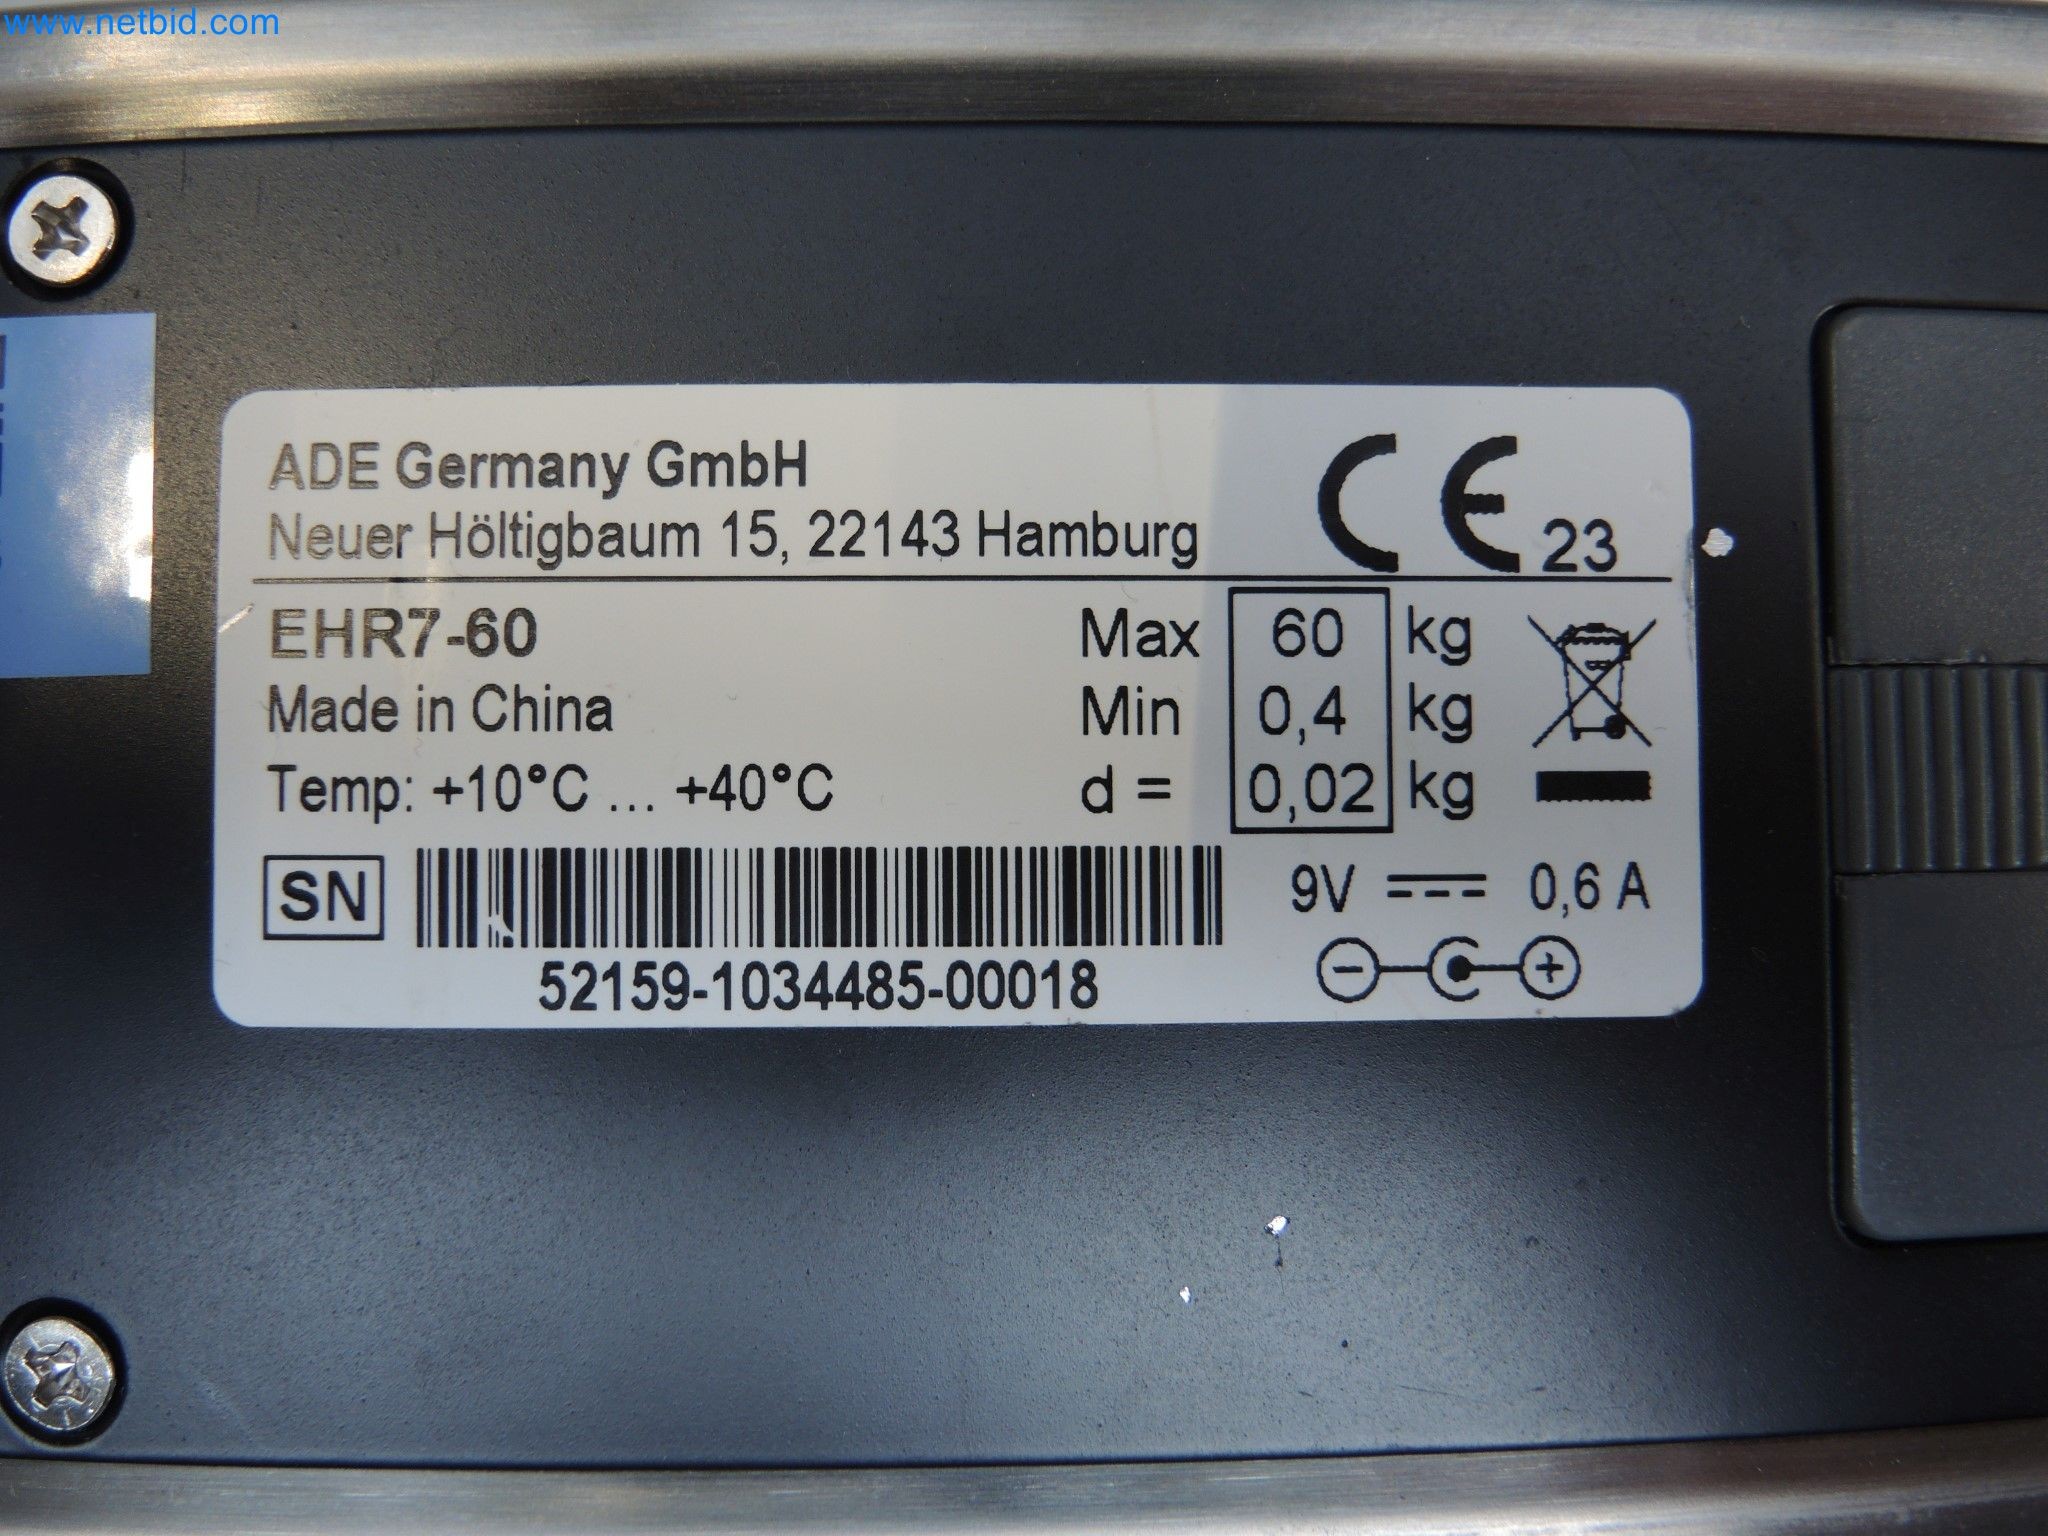 www.netbid.com
ADE Germany GmbH
Neuer Höltigbaum 15, 22143 Hamburg
CE 23
EHR7-60
Max 60 kg
Made in China
Min 0,4 kg
Temp: +10°C ... +40°C
d = 0,02 kg
SN
9V 0,6 A
52159-1034485-00018